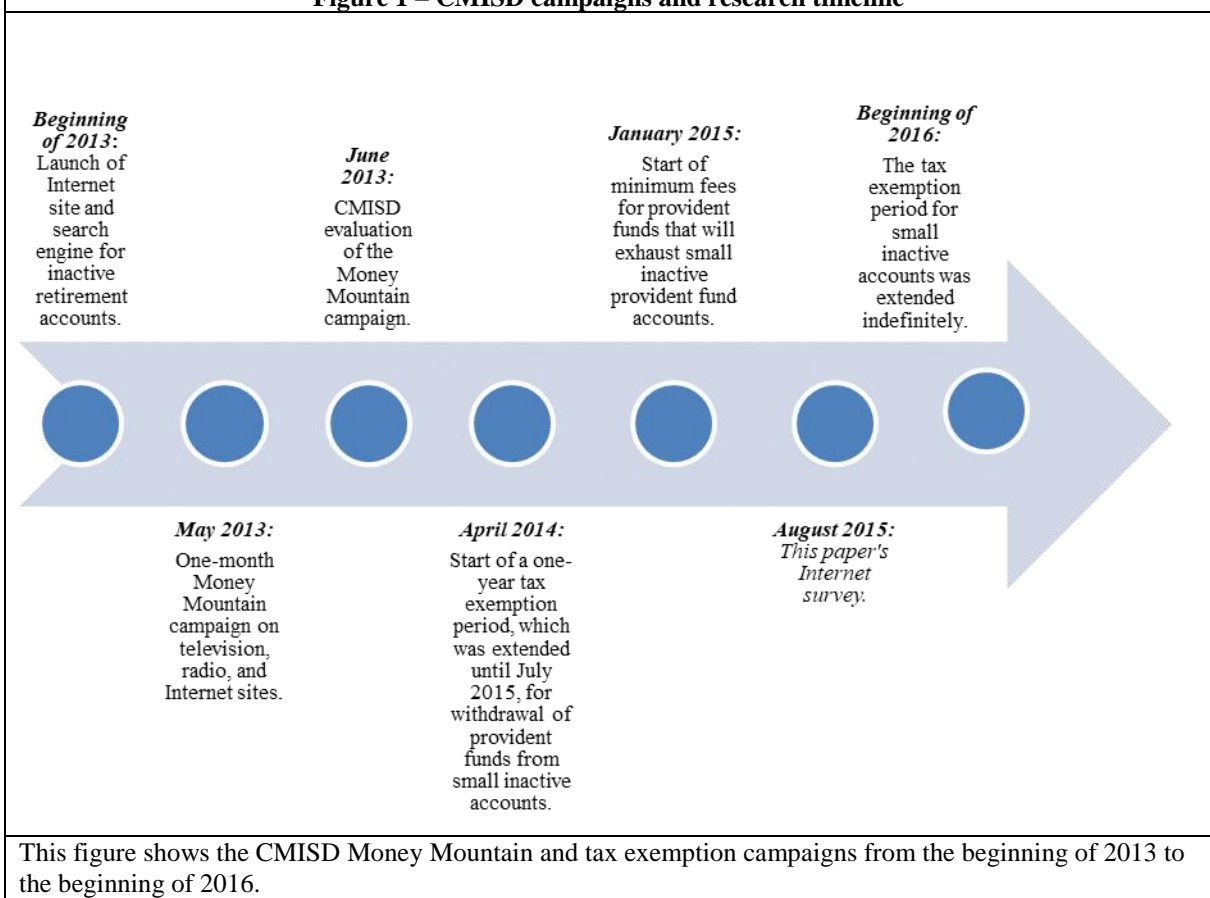 Figure 1 – CMISD campaigns and research timeline
Beginning
of 2013:
Launch of
Internet
site and
search
engine for
inactive
retirement
accounts.
May 2013:
One-month
Money
Mountain
campaign on
television,
radio, and
Internet sites.
June
2013:
CMISD
evaluation
of the
Money
Mountain
campaign.
April 2014:
Start of a one-
year tax
exemption
period, which
was extended
until July
2015, for
withdrawal of
provident
funds from
small inactive
accounts.
January 2015:
Start of
minimum fees
for provident
funds that will
exhaust small
inactive
provident fund
accounts.
August 2015:
This paper's
Internet
survey.
Beginning of
2016:
The tax
exemption
period for
small
inactive
accounts was
extended
indefinitely.
This figure shows the CMISD Money Mountain and tax exemption campaigns from the beginning of 2013 to
the beginning of 2016.